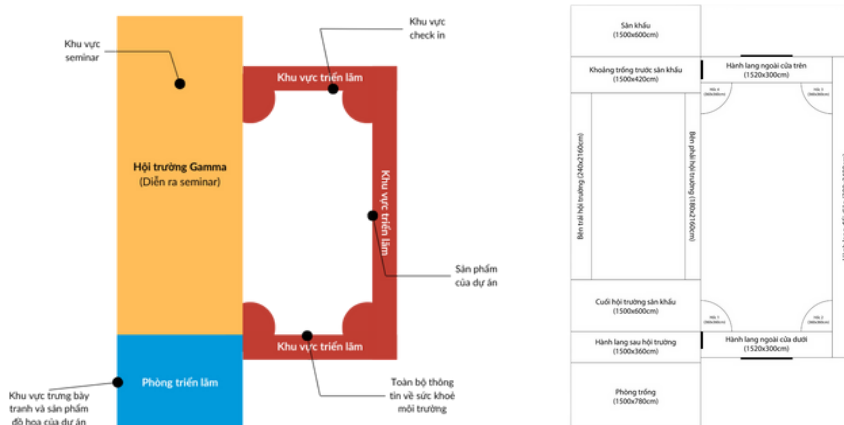 Khu vực
check in
Khu vực
seminar
Khu vực triển lãm
Hội trường Gamma
(Diễn ra seminar)
Khu vực triển lãm
Sản phẩm
của dự án
Khu vực triển lãm
Phòng triển lãm
Toàn bộ thông
tin về sức khoẻ
môi trường
Khu vực trưng bày
tranh và sản phẩm
đồ hoạ của dự án
Sân khấu
(1500x600cm)
Khoảng trống trước sân khấu
(1500x420cm)
Hành lang ngoài cửa trên
(1520x300cm)
Bên trái hội trường (240x2160cm)
Bên phải hội trường (180x2160cm)
Cuối hội trường sân khấu
(1500x600cm)
Hành lang sau hội trường
(1500x360cm)
Hành lang ngoài cửa dưới
(1520x300cm)
Phòng trống
(1500x780cm)